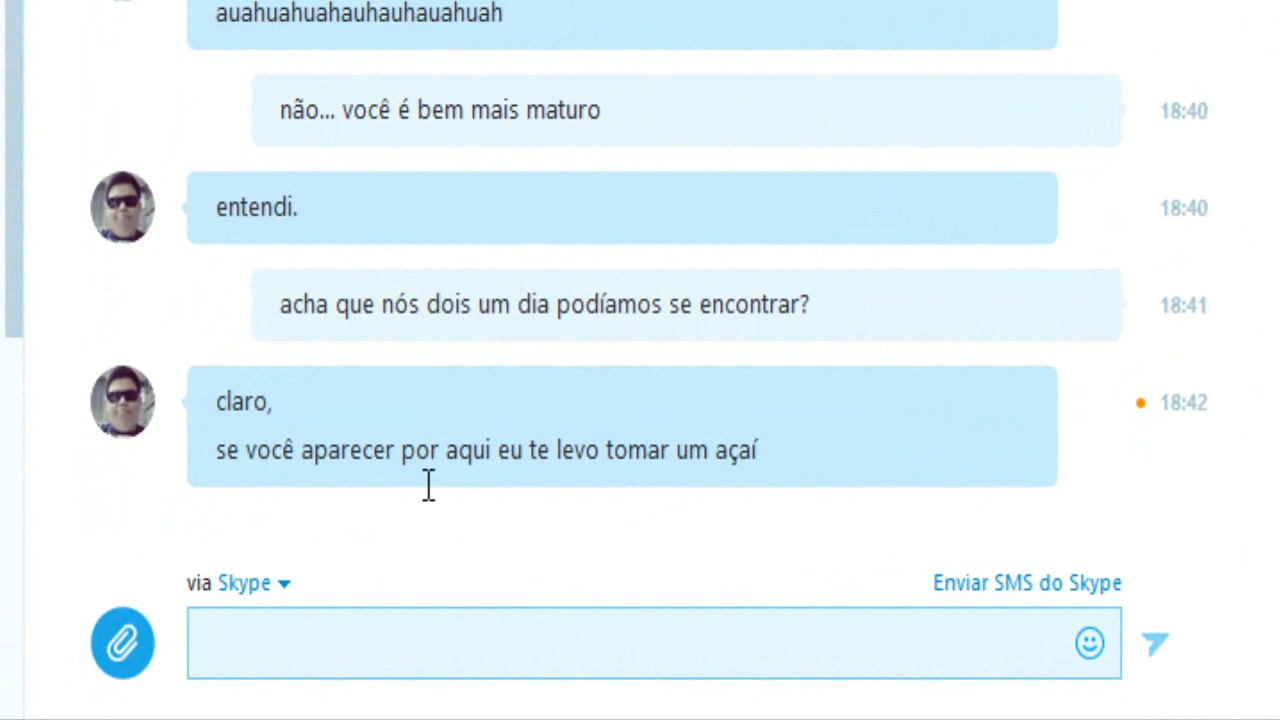 auahuahuahauhauhauahuah
não... você é bem mais maturo
18:40
entendi.
18:40
acha que nós dois um dia podíamos se encontrar?
18:41
claro,
18:42
se você aparecer por aqui eu te levo tomar um açaí
via Skype
Enviar SMS do Skype